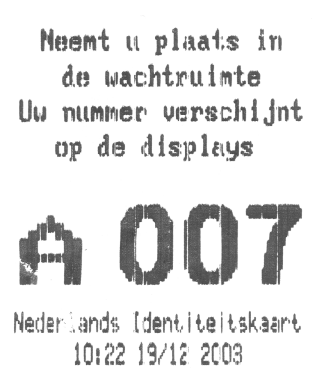 Neemt u plaats in
de wachtruimte
Uw nummer verschijnt
op de displays
A 007
Nederlands Identiteitskaart
10:22 19/12 2003